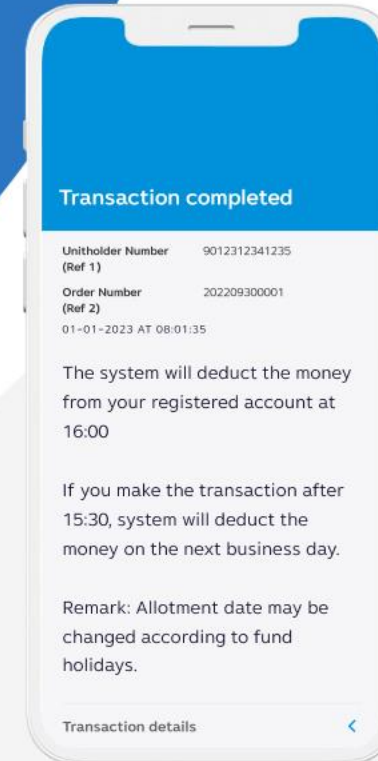 Transaction completed
Unitholder Number 9012312341235
(Ref 1)
Order Number 202209300001
(Ref 2)
01-01-2023 AT 08:01:35
The system will deduct the money
from your registered account at
16:00
If you make the transaction after
15:30, system will deduct the
money on the next business day.
Remark: Allotment date may be
changed according to fund
holidays.
Transaction details